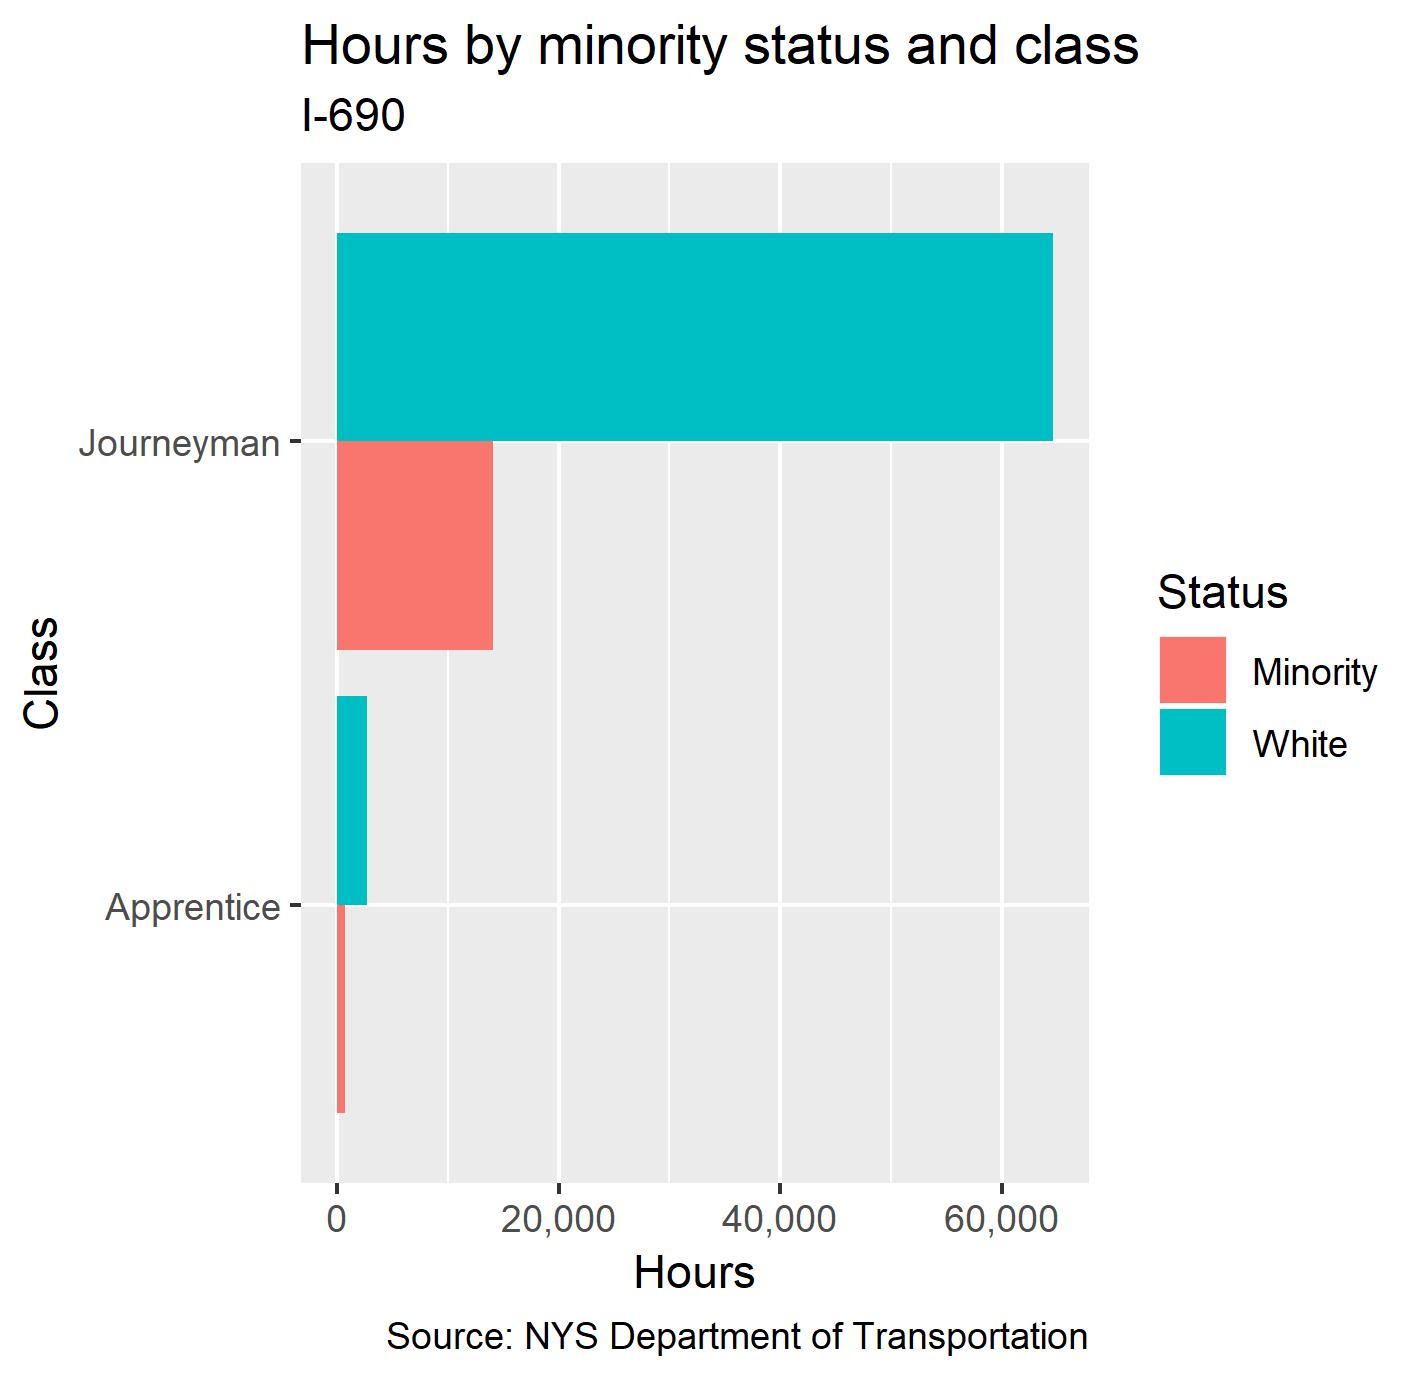 Hours by minority status and class
I-690
Class
Journeyman
Apprentice
0
20,000
40,000
60,000
Hours
Status
Minority
White
Source: NYS Department of Transportation